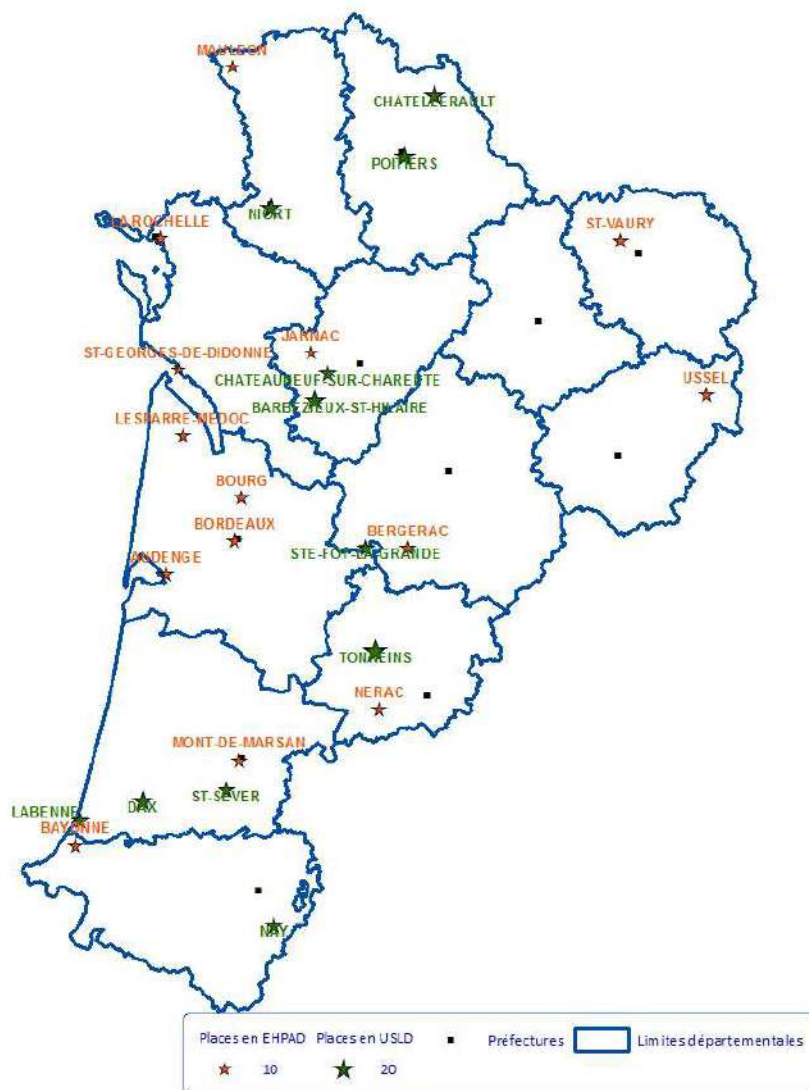 MAULEON
CHATELLERAULT
POITIERS
NIORT
LA ROCHELLE
ST-VAURY
JARNAC
ST-GEORGES-DE-DIDONNE
CHATEAUNEUF-SUR-CHARENTE
USSEL
BARBEZIEUX-ST-HILAIRE
LESPARRE-MEDOC
BOURG
BORDEAUX
BERGERAC
STE-FOY-LA-GRANDE
AUDENGE
TONNEINS
NERAC
MONT-DE-MARSAN
ST-SEVER
DAX
LABENNE
BAYONNE
NAY
Places en EHPAD Places en USLD Préfectures Limites départementales
10 20